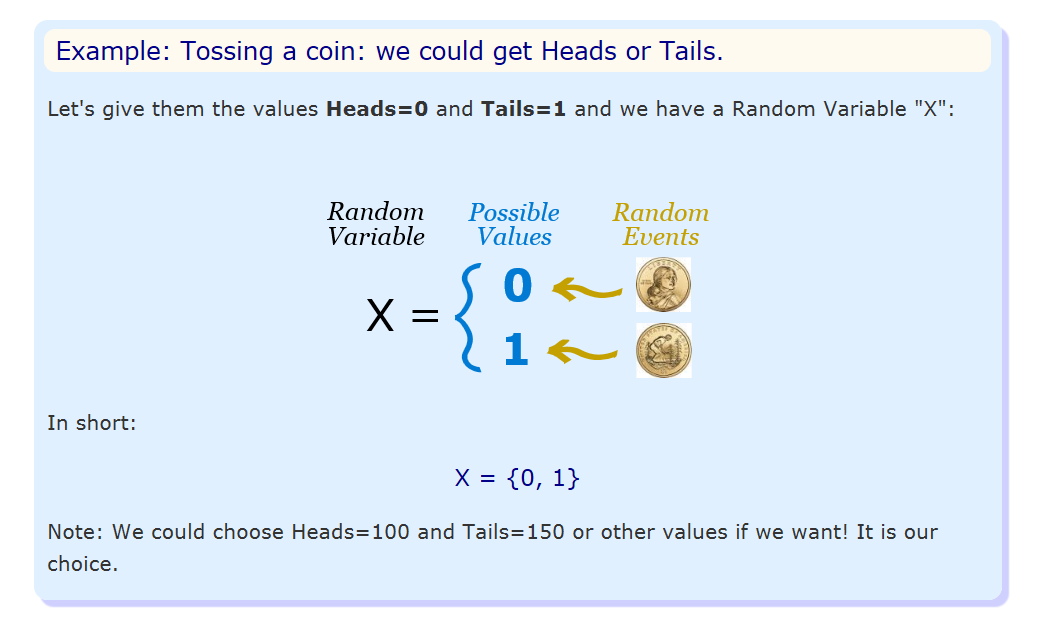 Example: Tossing a coin: we could get Heads or Tails.
Let's give them the values Heads=0 and Tails=1 and we have a Random Variable "X":
Random Variable
Possible Values
Random Events
X = {
0
1
In short:
X = {0, 1}
Note: We could choose Heads=100 and Tails=150 or other values if we want! It is our
choice.